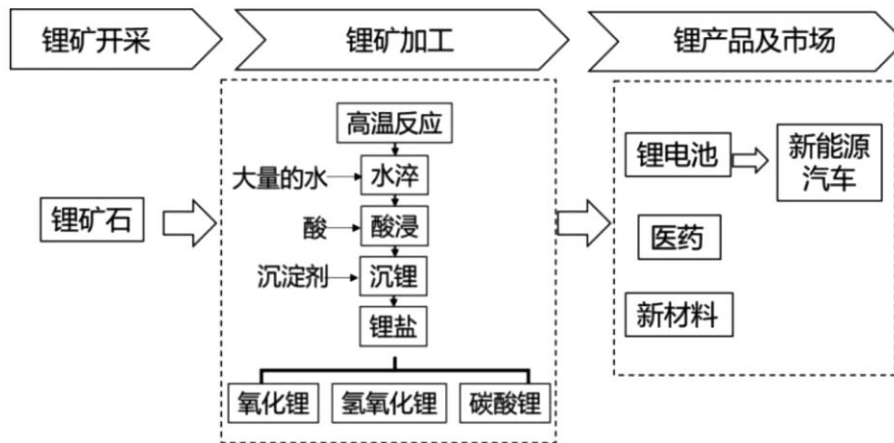 锂矿开采
锂矿加工
锂产品及市场
锂矿石
高温反应
大量的水
水淬
酸
酸浸
沉淀剂
沉锂
锂盐
氧化锂
氢氧化锂
碳酸锂
锂电池
新能源
汽车
医药
新材料